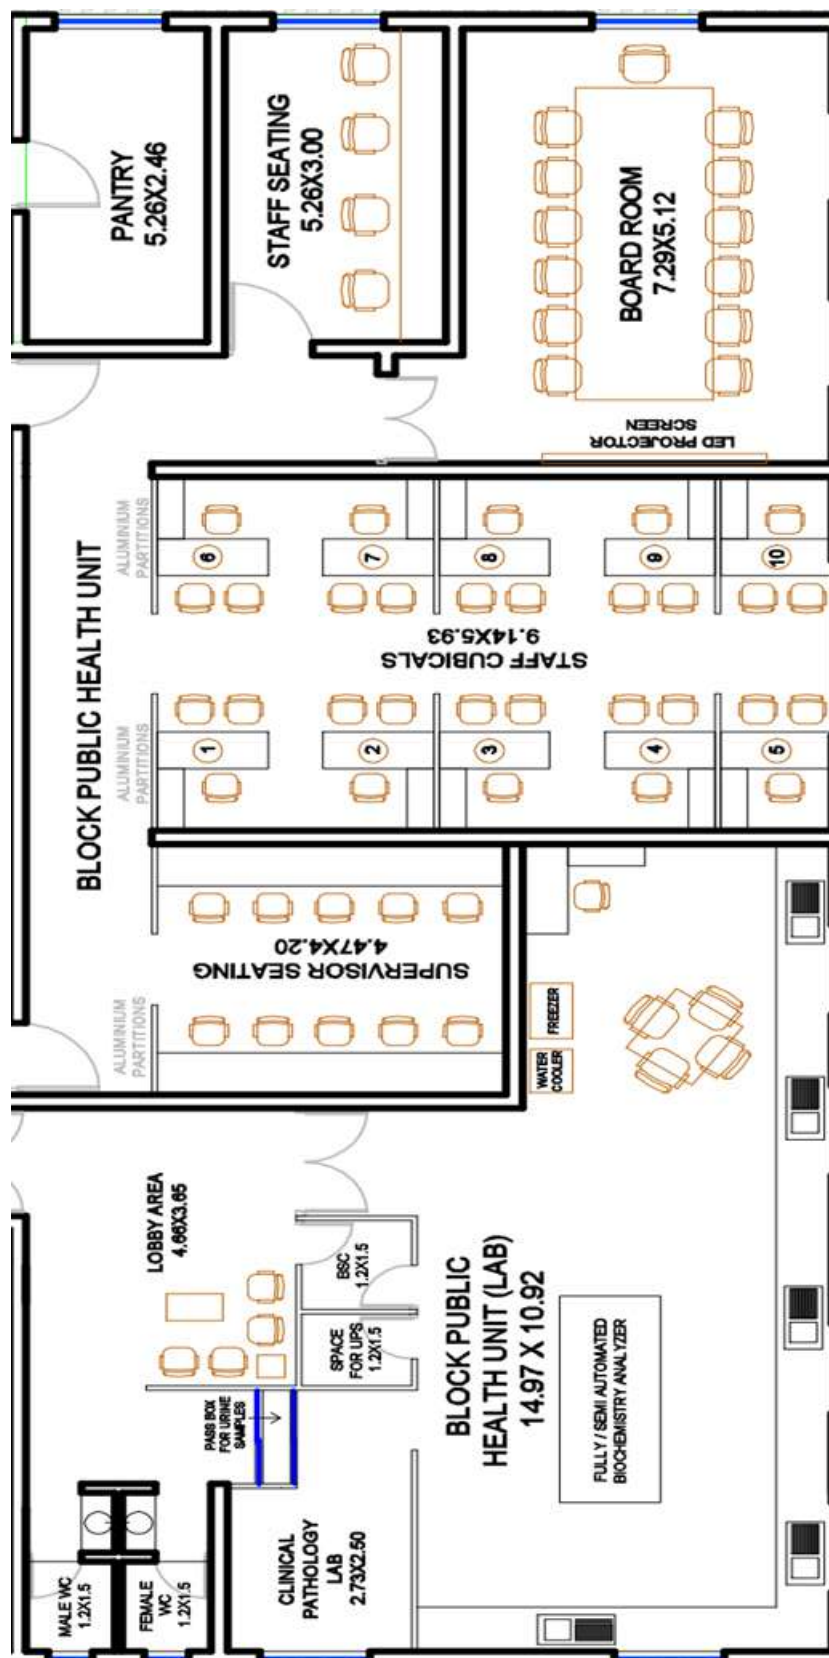 PANTRY
5.26X2.46
STAFF SEATING
5.26X3.00
BOARD ROOM
7.29X5.12
LED PROJECTOR
SCREEN
BLOCK PUBLIC HEALTH UNIT
ALUMINIUM
PARTITIONS
ALUMINIUM
PARTITIONS
ALUMINIUM
PARTITIONS
6
7
8
9
10
STAFF CUBICALS
9.14X5.93
1
2
3
4
5
SUPERVISOR SEATING
4.47X4.20
FREEZER
WATER
COOLER
LOBBY AREA
4.66X3.65
BSC
1.2X1.5
SPACE
FOR UPS
1.2X1.5
PASS BOX
FOR URINE
SAMPLES
BLOCK PUBLIC
HEALTH UNIT (LAB)
14.97 X 10.92
FULLY / SEMI AUTOMATED
BIOCHEMISTRY ANALYZER
MALE WC
1.2X1.5
FEMALE
WC
1.2X1.5
CLINICAL
PATHOLOGY
LAB
2.73X2.50